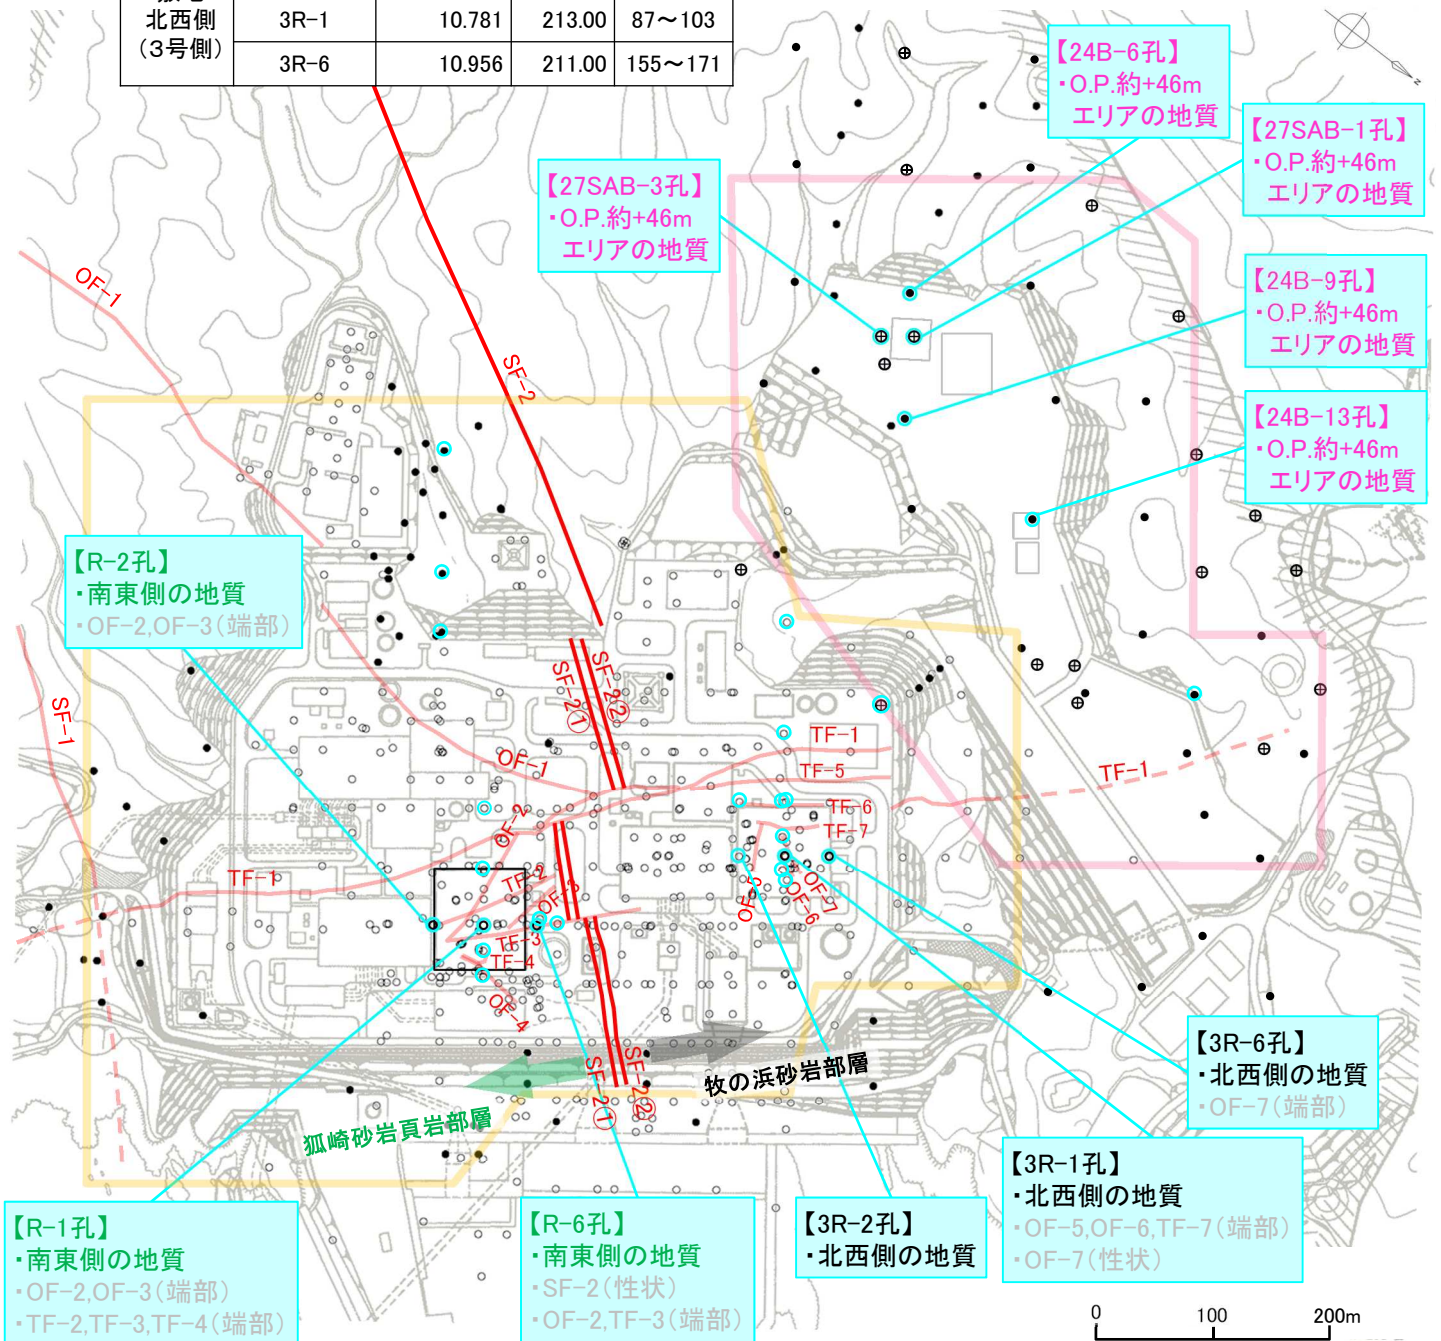 北西側
(3号側)
3R-1 10.781 213.00 87～103
3R-6 10.956 211.00 155～171
【24B-6孔】
・O.P.約+46m
エリアの地質
【27SAB-1孔】
・O.P.約+46m
エリアの地質
【27SAB-3孔】
・O.P.約+46m
エリアの地質
【24B-9孔】
・O.P.約+46m
エリアの地質
【24B-13孔】
・O.P.約+46m
エリアの地質
N
OF-1
SF-2
【R-2孔】
・南東側の地質
・OF-2,OF-3(端部)
SF-1
SF-2①
SF-2②
OF-1
TF-1
TF-5
TF-1
TF-6
TF-7
OF-2
TF-1
TF-2
OF-3
TF-3
TF-4
OF-4
OF-5
OF-6
OF-7
SF-2①
SF-2②
牧の浜砂岩部層
狐崎砂岩頁岩部層
【3R-6孔】
・北西側の地質
・OF-7(端部)
【3R-1孔】
・北西側の地質
・OF-5,OF-6,TF-7(端部)
・OF-7(性状)
【3R-2孔】
・北西側の地質
【R-6孔】
・南東側の地質
・SF-2(性状)
・OF-2,TF-3(端部)
【R-1孔】
・南東側の地質
・OF-2,OF-3(端部)
・TF-2,TF-3,TF-4(端部)
0 100 200m